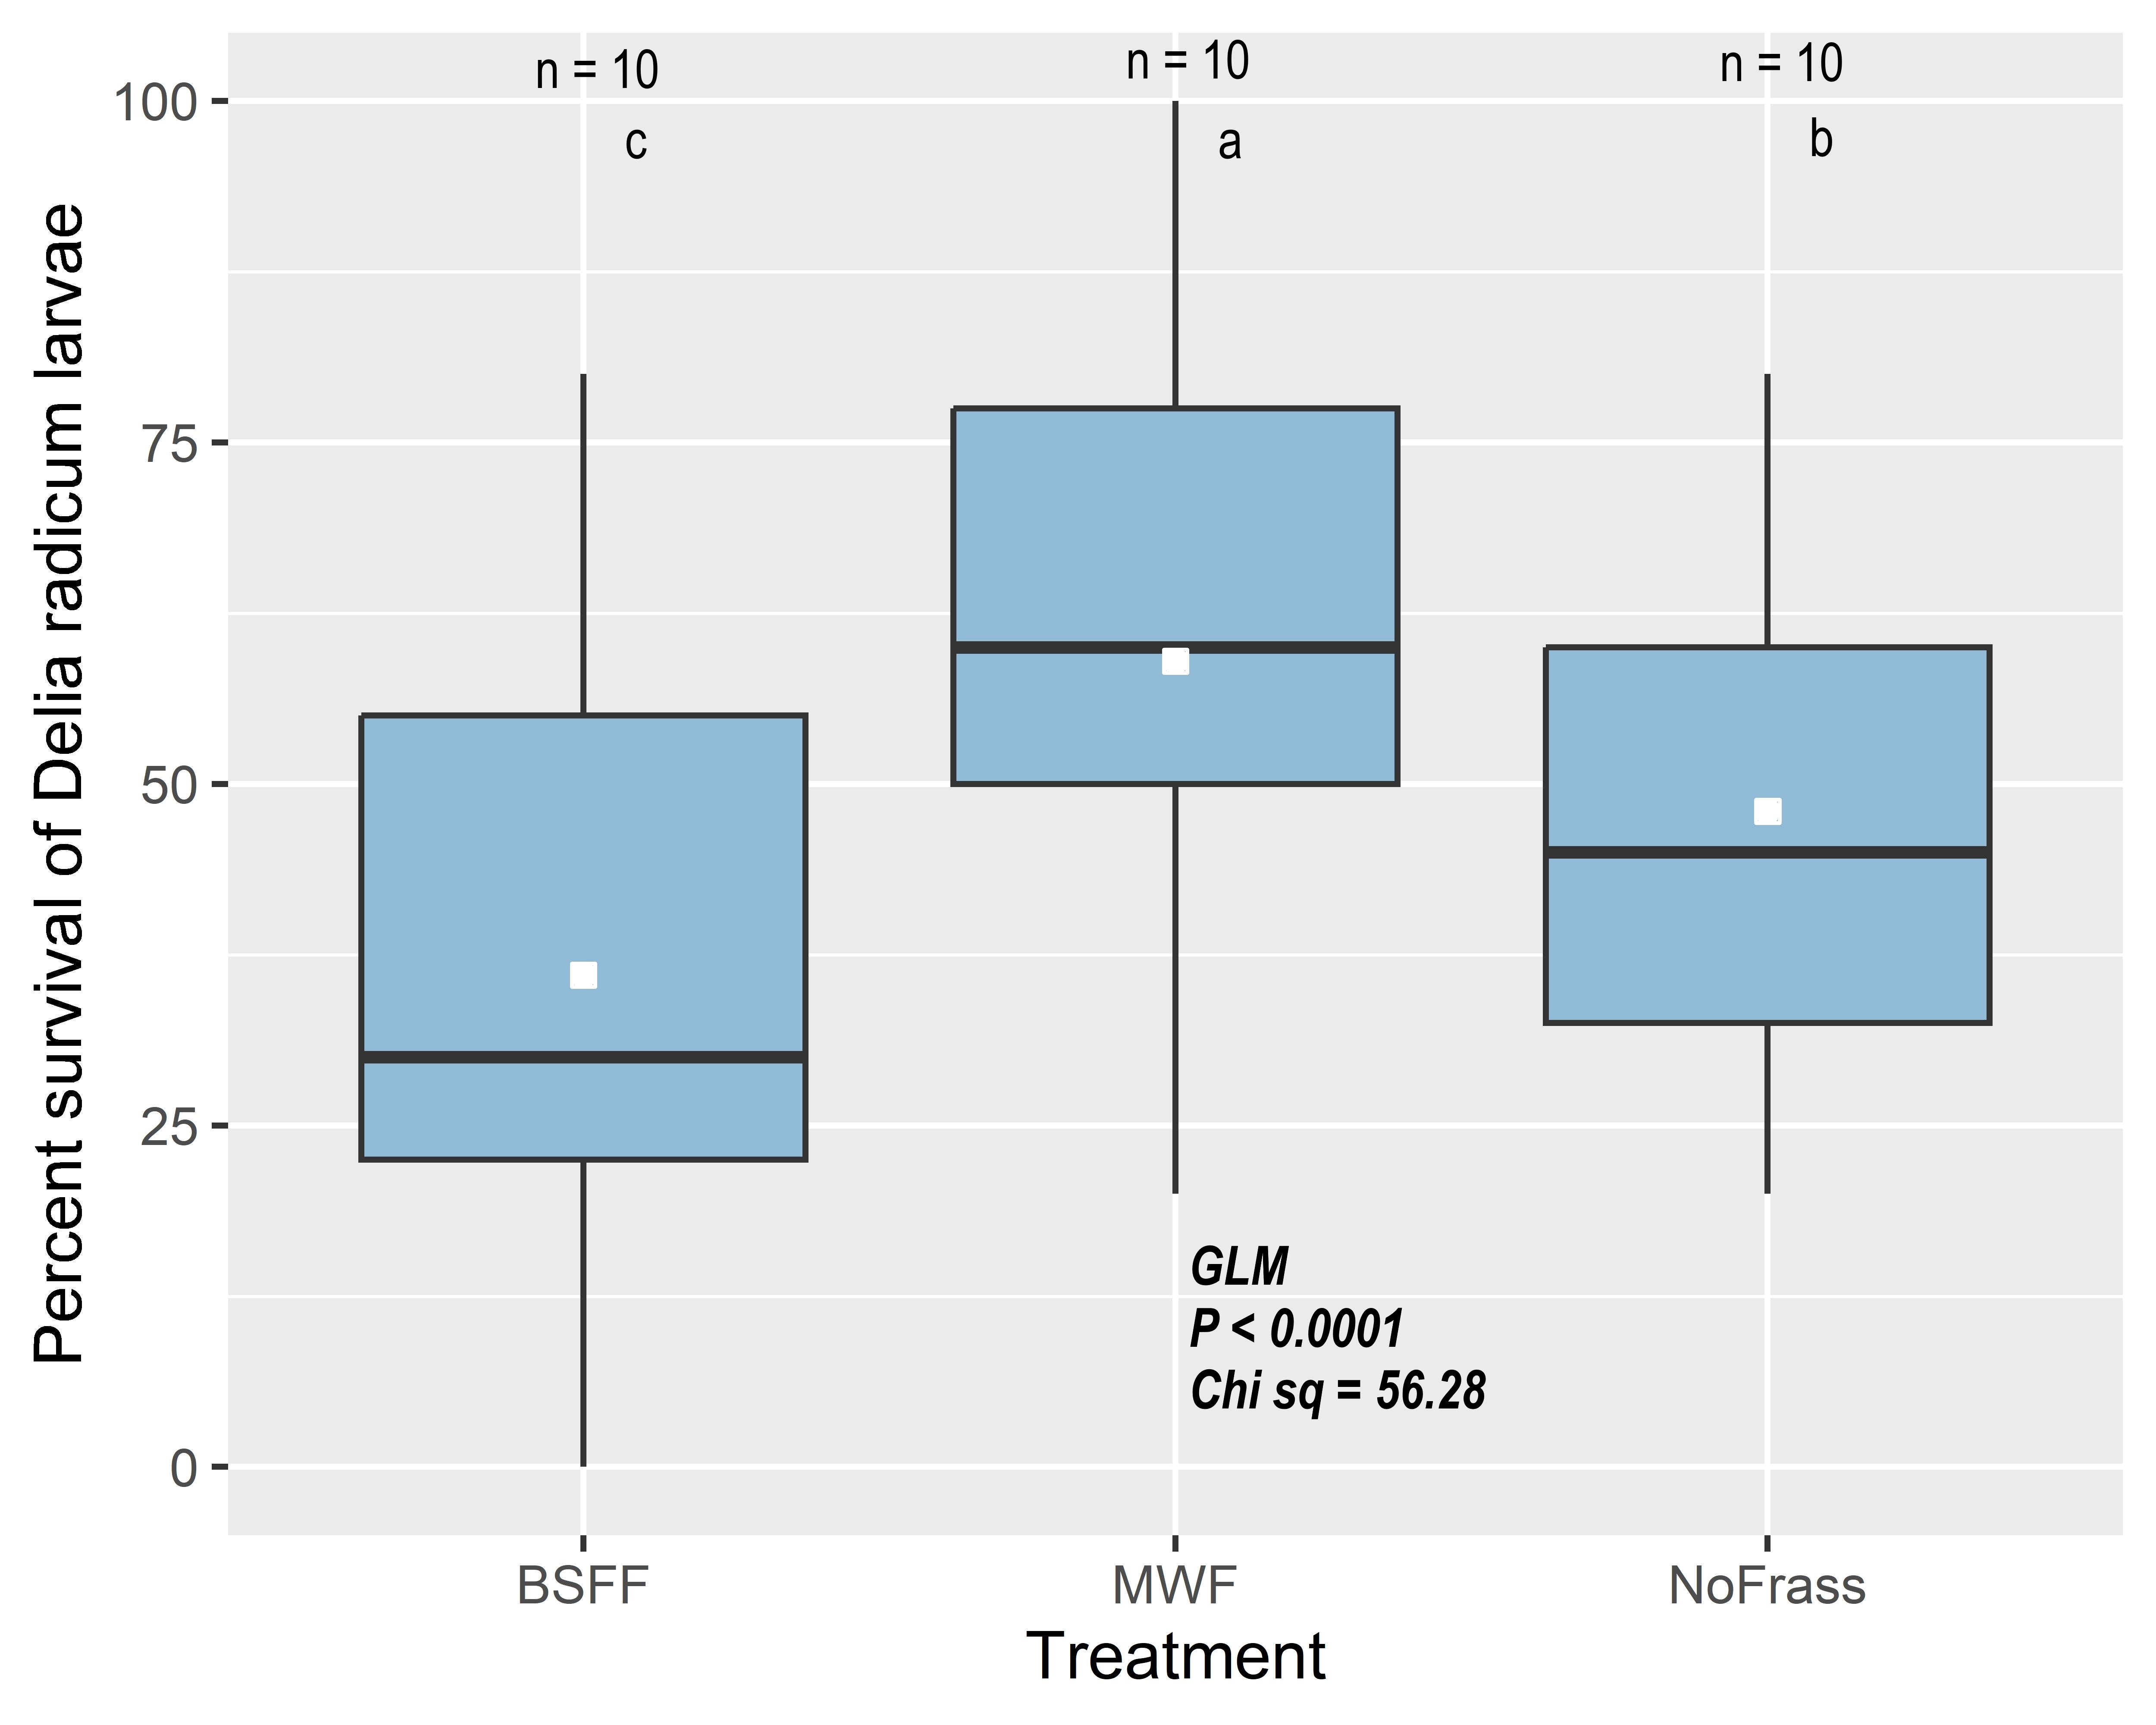 n = 10
n = 10
n = 10
c
a
b
100
75
50
25
0
Percent survival of Delia radicum larvae
GLM
P < 0.0001
Chi sq = 56.28
BSFF
MWF
NoFrass
Treatment